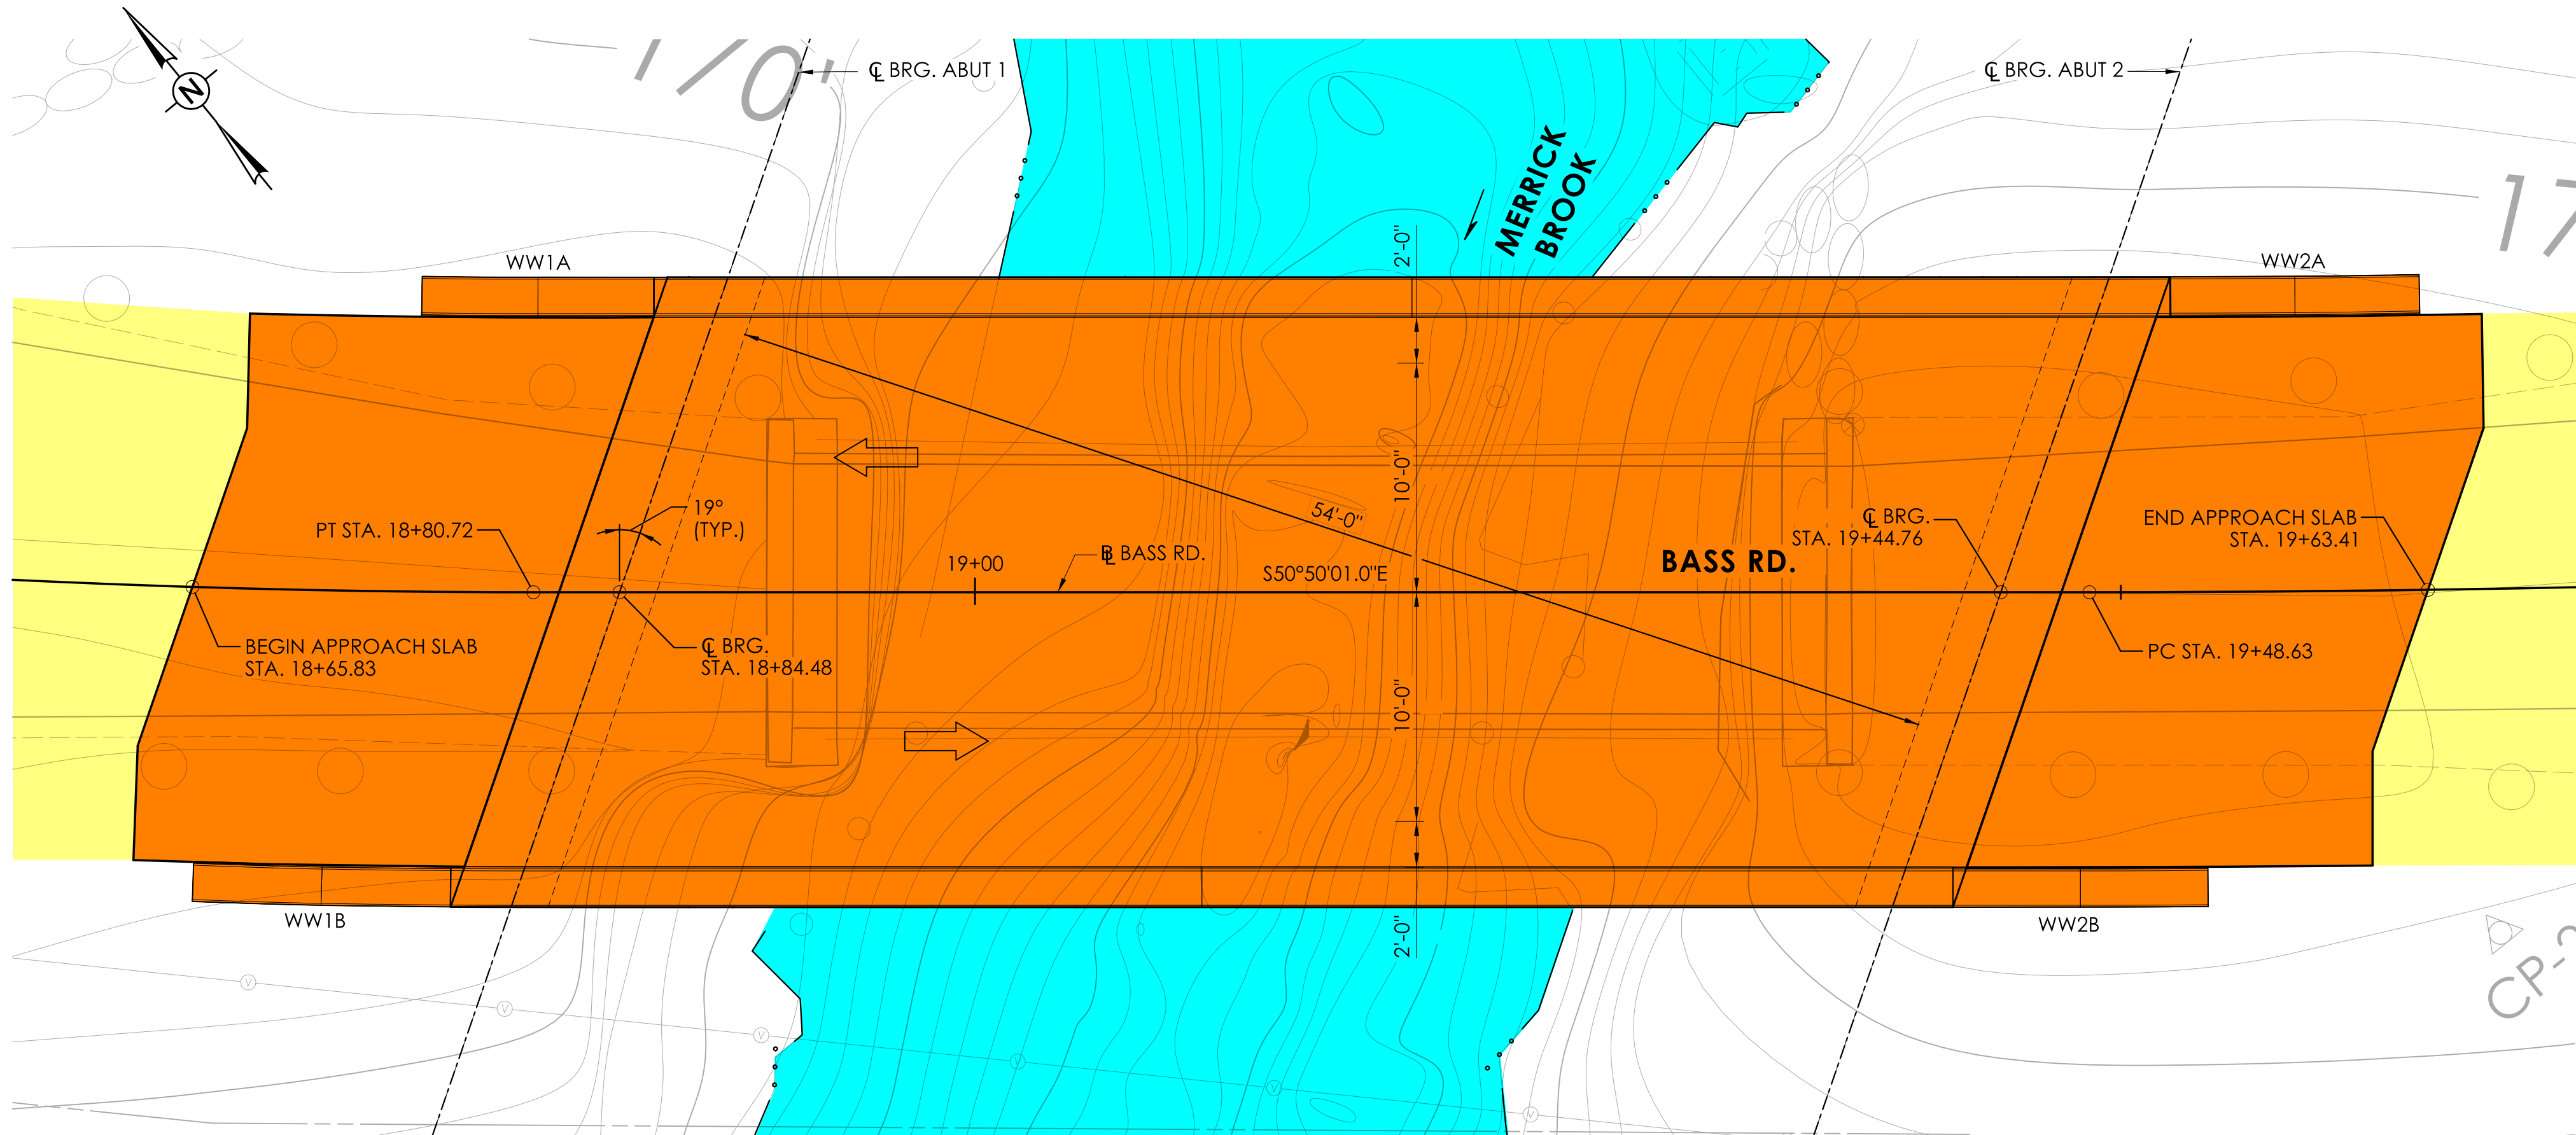 N
170'
℄ BRG. ABUT 1
℄ BRG. ABUT 2
MERRICK
BROOK
2'-0"
WW1A
WW2A
10'-0"
54'-0"
19°
(TYP.)
PT STA. 18+80.72
19+00
BL BASS RD.
S50°50'01.0"E
BASS RD.
℄ BRG.
STA. 19+44.76
END APPROACH SLAB
STA. 19+63.41
BEGIN APPROACH SLAB
STA. 18+65.83
℄ BRG.
STA. 18+84.48
PC STA. 19+48.63
10'-0"
WW1B
WW2B
2'-0"
V
V
V
V
V
V